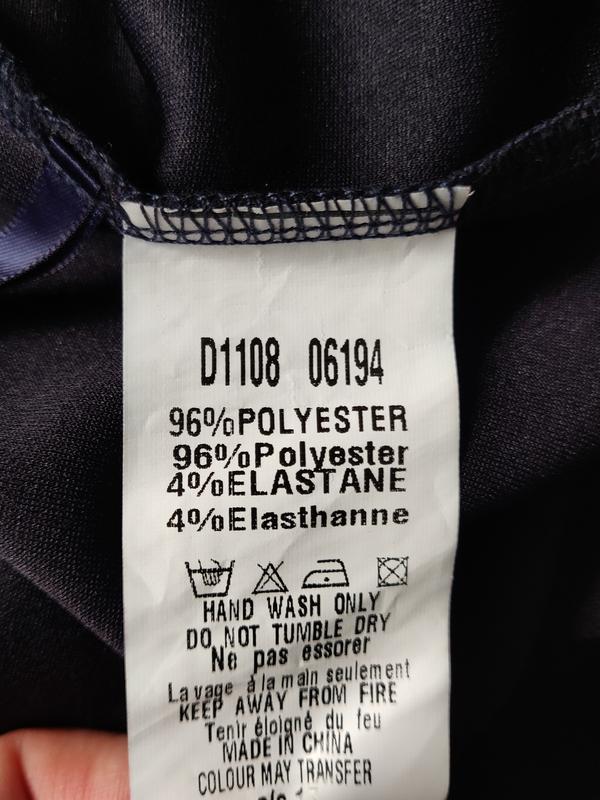 D1108 06194
96%POLYESTER
96%Polyester
4%ELASTANE
4%Elasthanne
HAND WASH ONLY
DO NOT TUMBLE DRY
Ne pas essorer
Lavage à la main seulement
KEEP AWAY FROM FIRE
Tenir éloigné du feu
MADE IN CHINA
COLOUR MAY TRANSFER